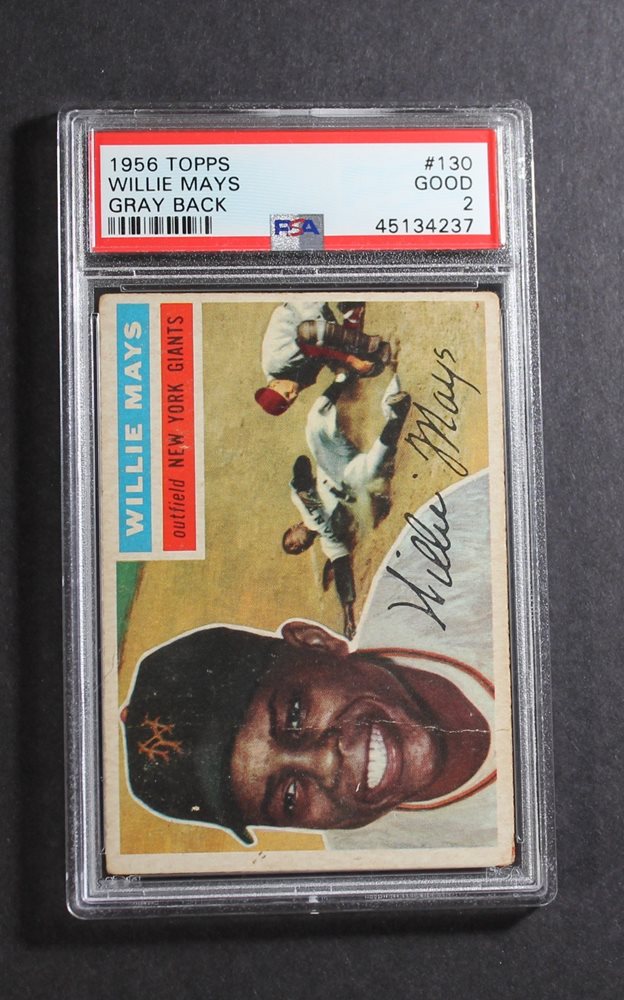 1956 TOPPS #130
WILLIE MAYS GOOD
GRAY BACK 2
PSA 45134237
WILLIE MAYS
outfield NEW YORK GIANTS
Willie Mays
NY